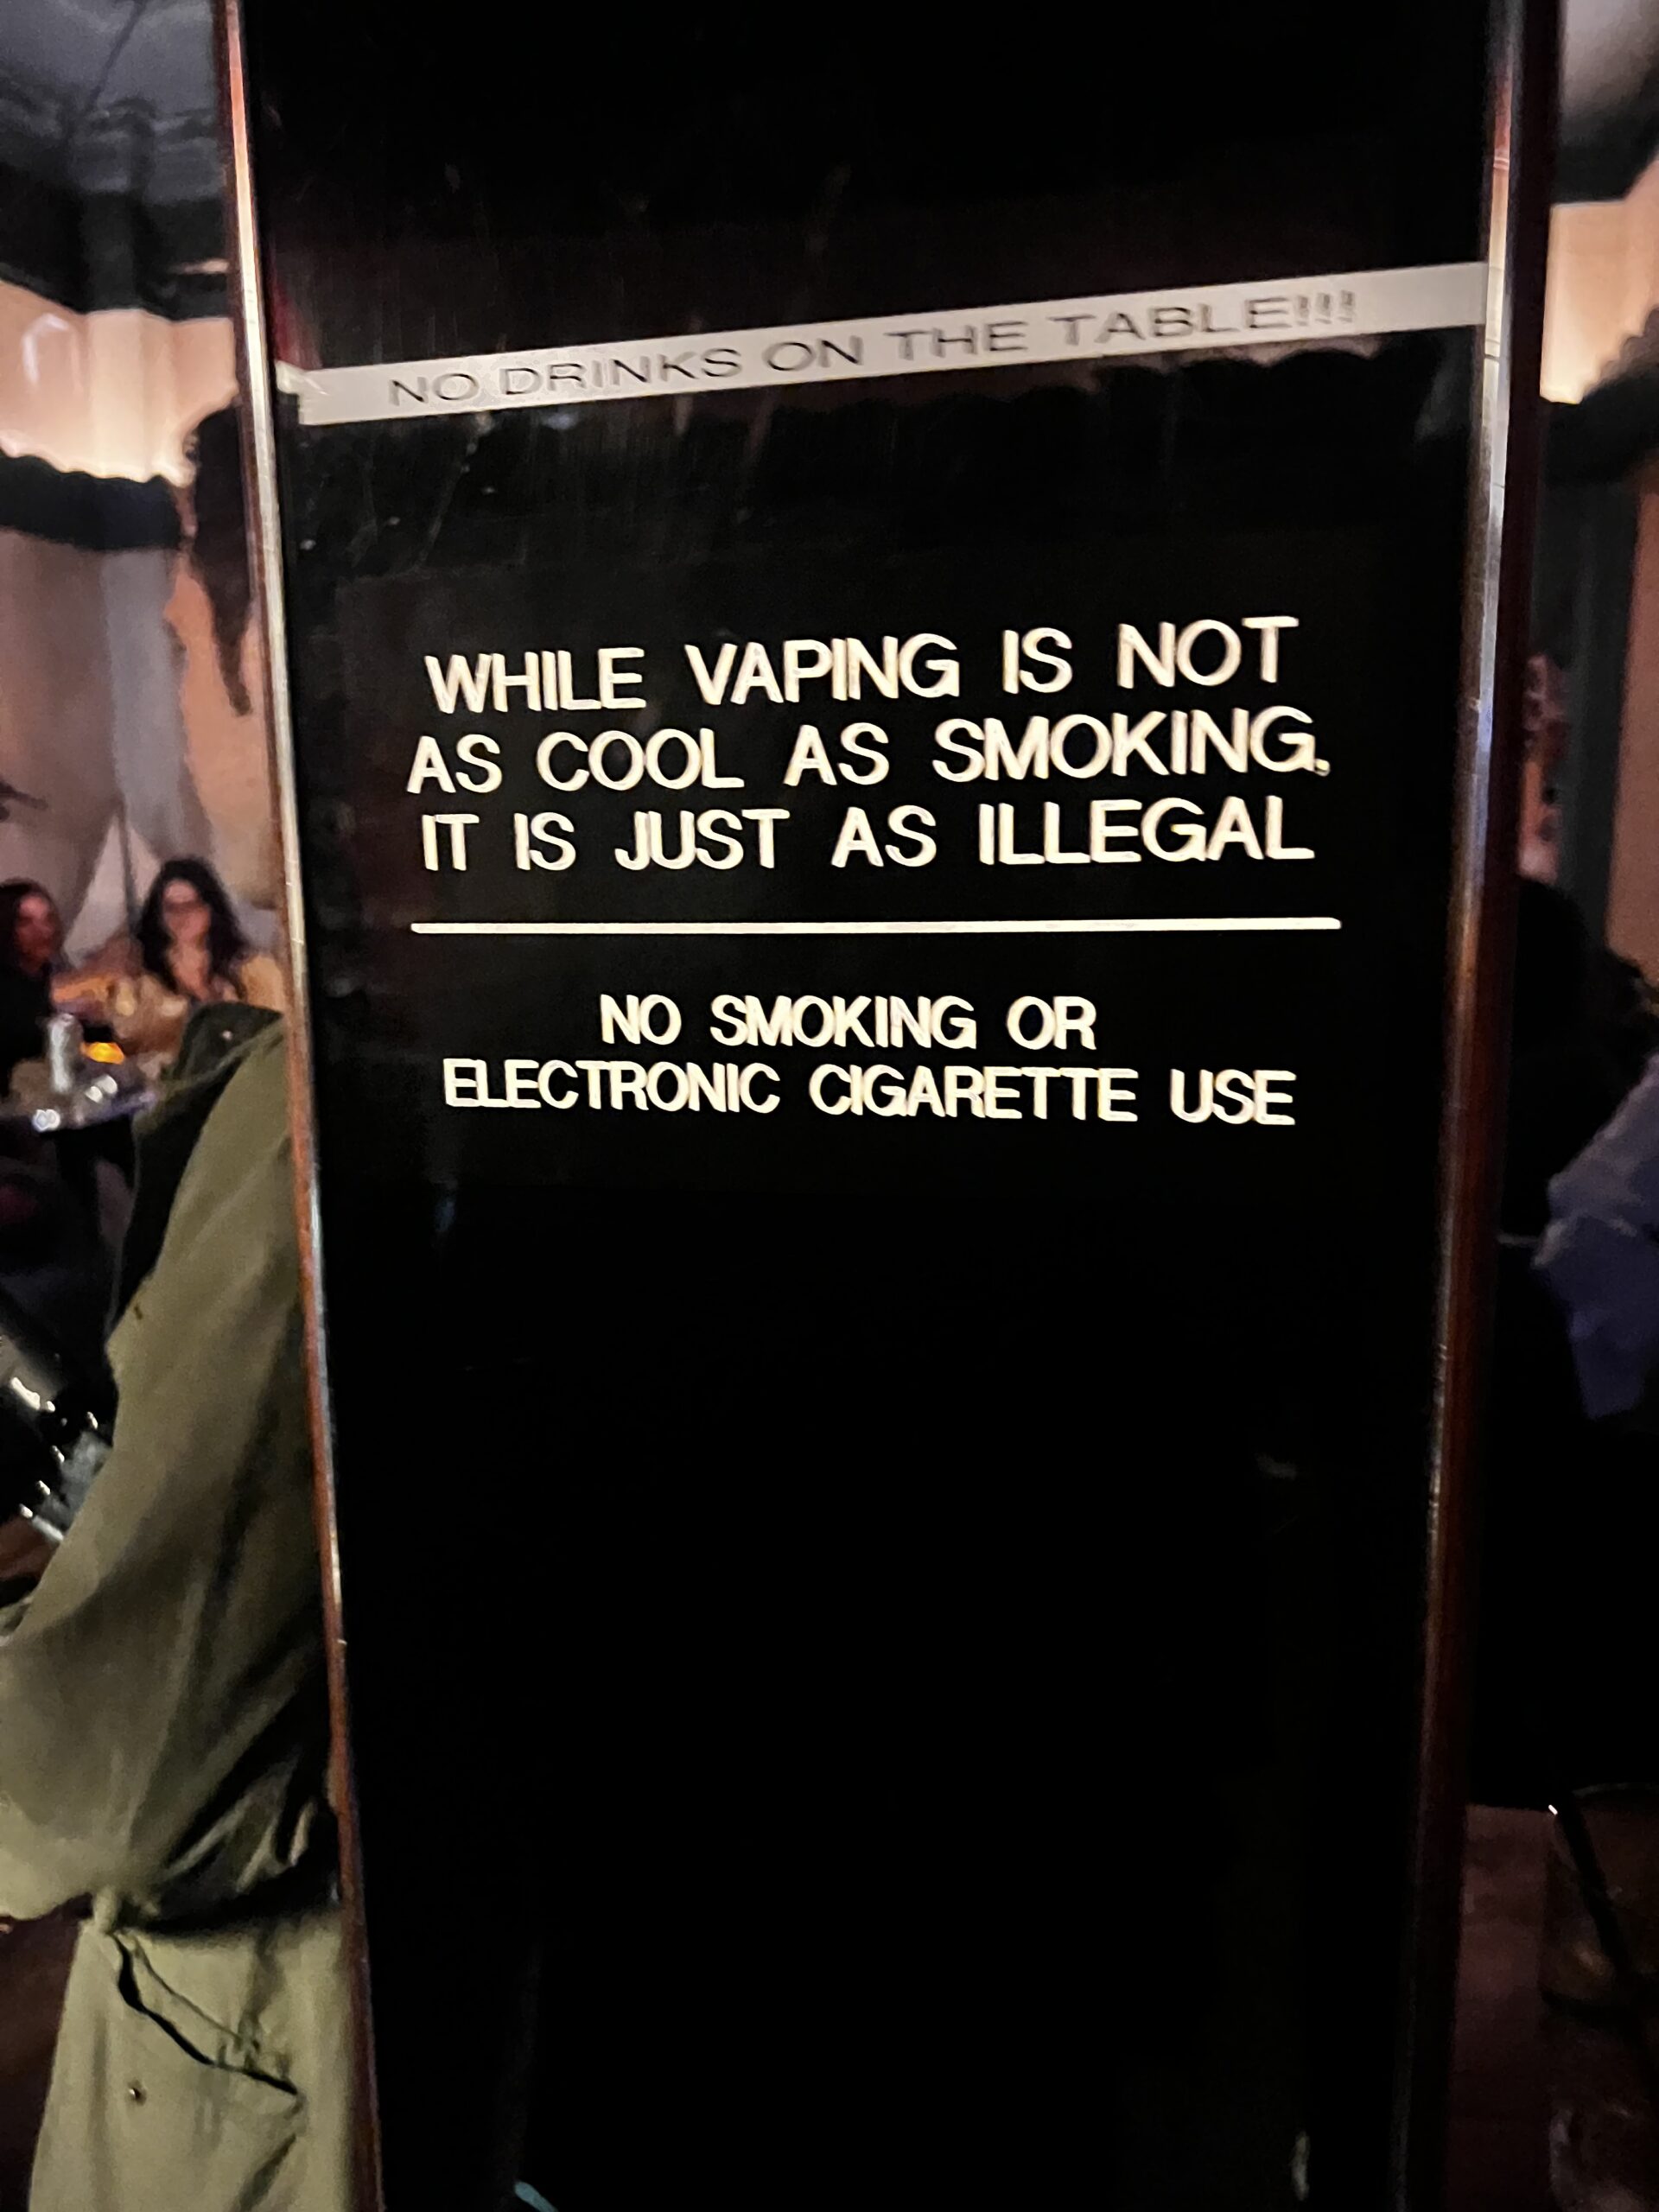 NO DRINKS ON THE TABLE!!!
WHILE VAPING IS NOT
AS COOL AS SMOKING,
IT IS JUST AS ILLEGAL
NO SMOKING OR
ELECTRONIC CIGARETTE USE